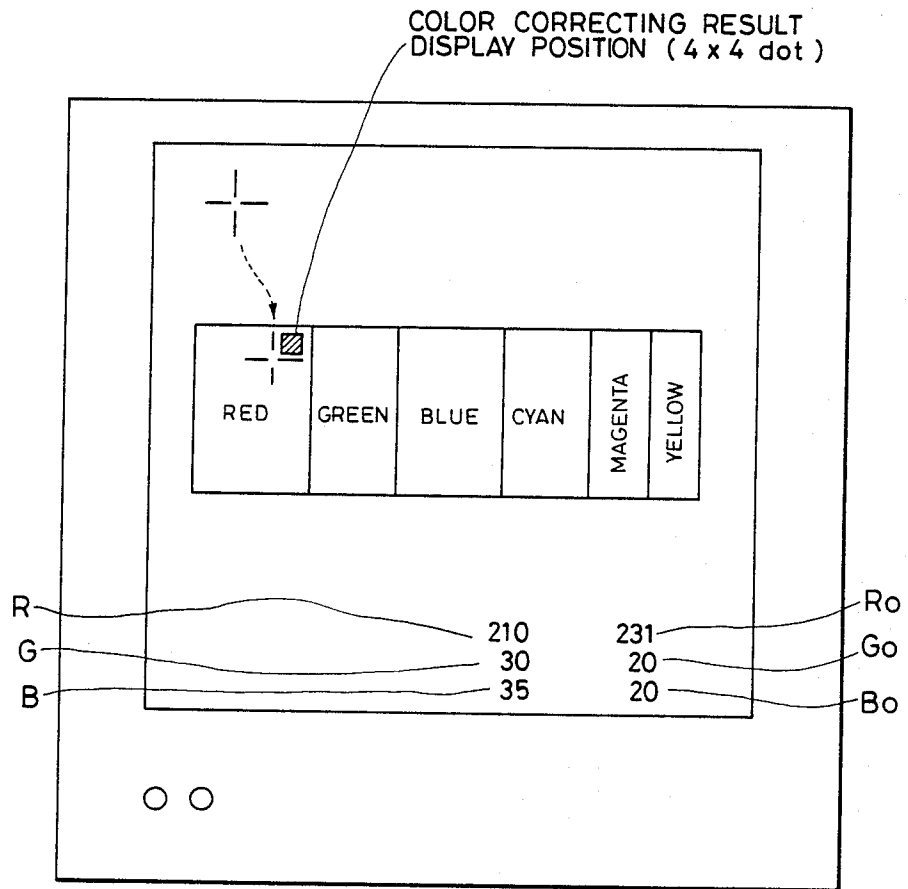 COLOR CORRECTING RESULT
DISPLAY POSITION ( 4 x 4 dot )
RED
GREEN
BLUE
CYAN
MAGENTA
YELLOW
R
210
231
Ro
G
30
20
Go
B
35
20
Bo